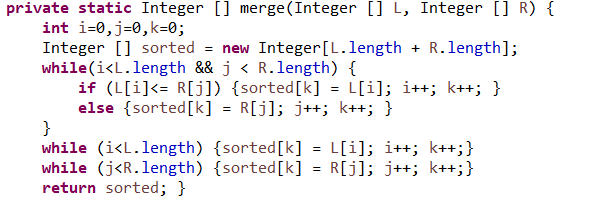 private static Integer [] merge(Integer [] L, Integer [] R) {
    int i=0,j=0,k=0;
    Integer [] sorted = new Integer[L.length + R.length];
    while(i<L.length && j < R.length) {
        if (L[i]<= R[j]) {sorted[k] = L[i]; i++; k++; }
        else {sorted[k] = R[j]; j++; k++; }
    }
    while (i<L.length) {sorted[k] = L[i]; i++; k++;}
    while (j<R.length) {sorted[k] = R[j]; j++; k++;}
    return sorted; }